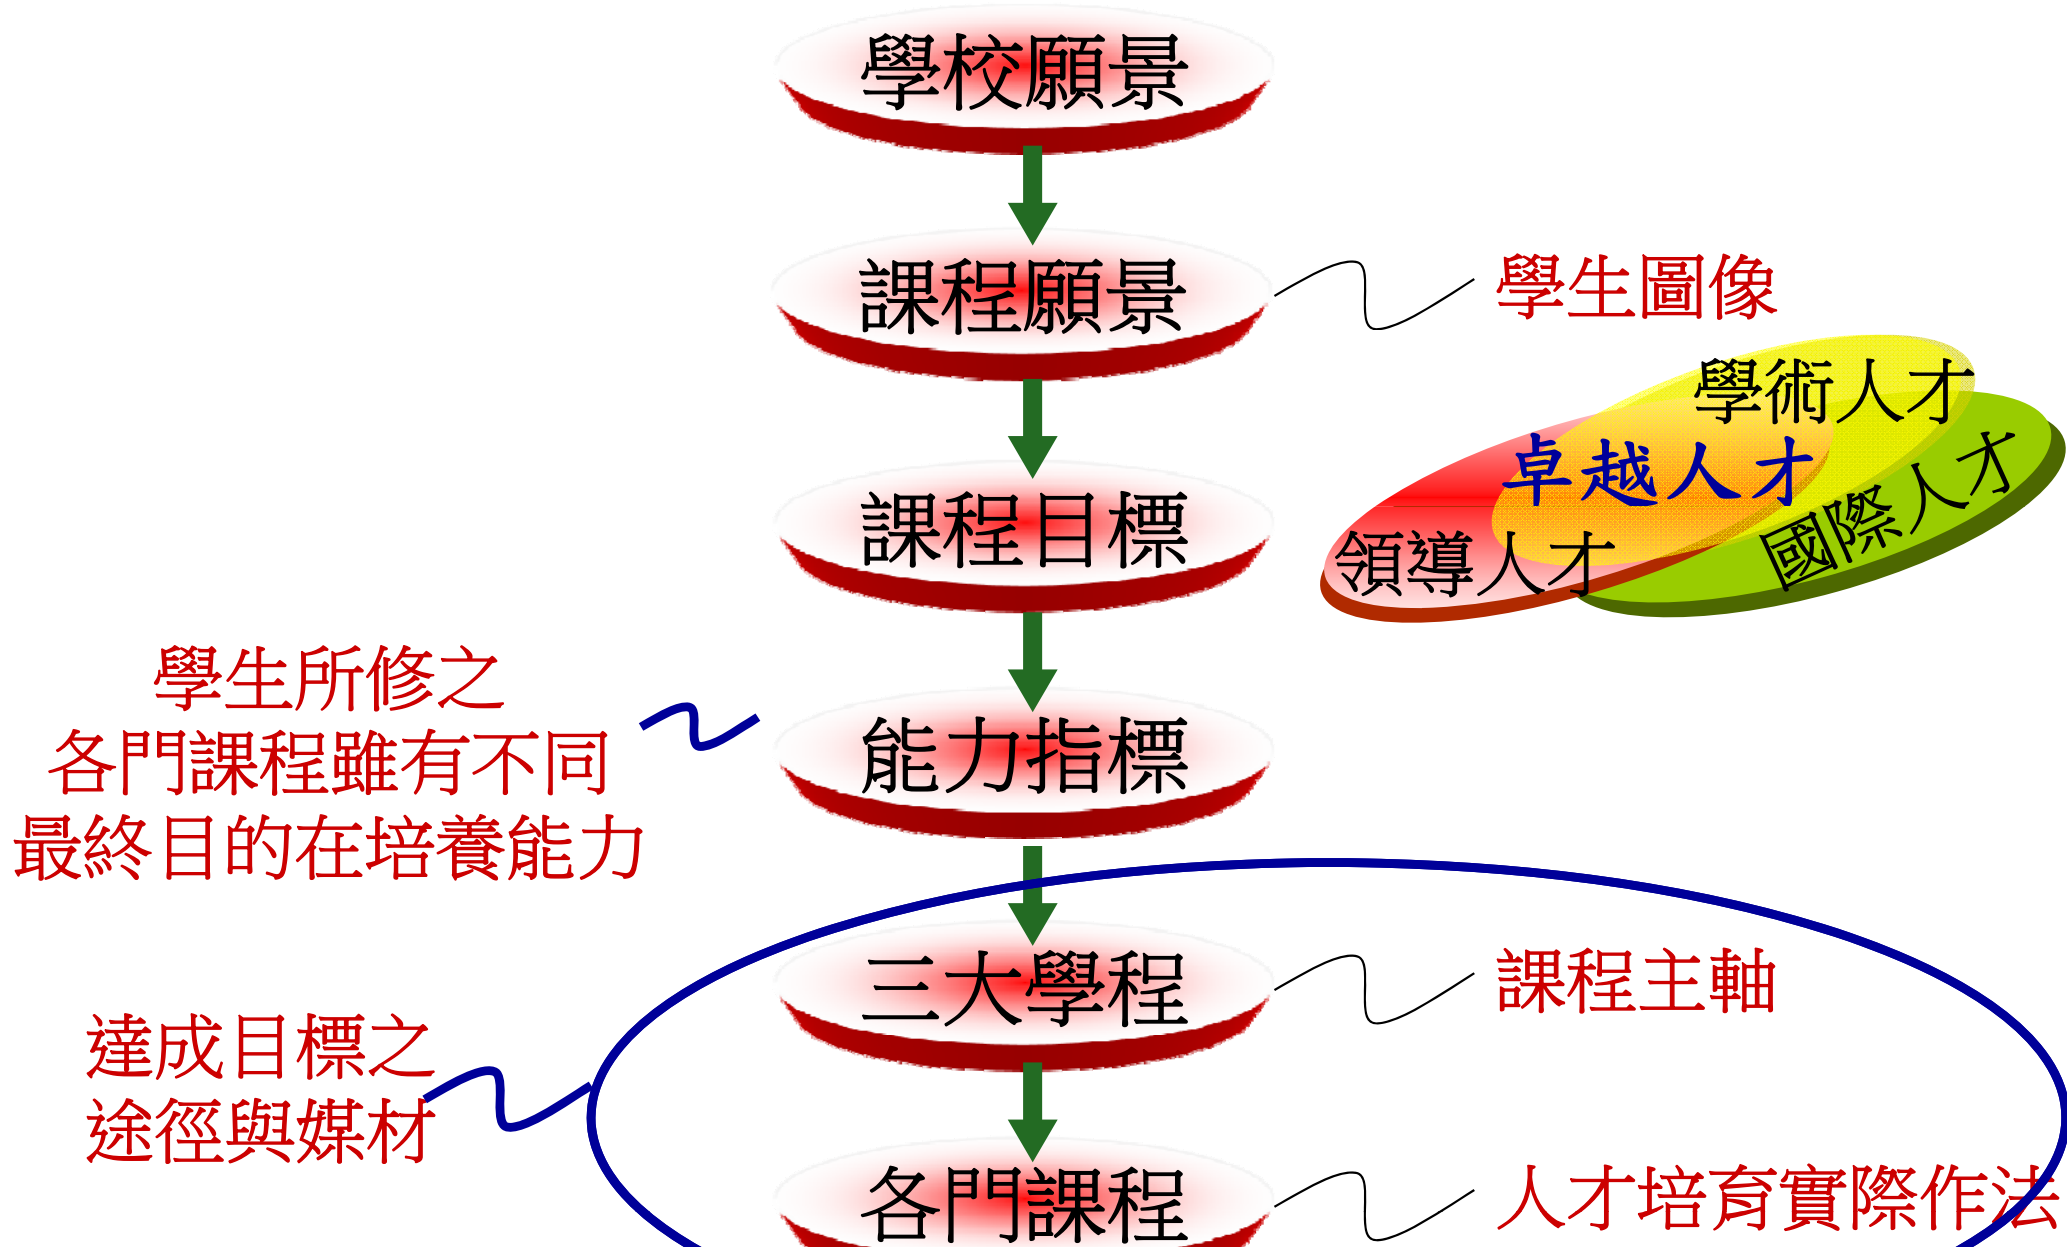 學校願景
課程願景
學生圖像
學術人才
卓越人才
國際人才
領導人才
課程目標
學生所修之
各門課程雖有不同
最終目的在培養能力
能力指標
三大學程
課程主軸
達成目標之
途徑與媒材
各門課程
人才培育實際作法